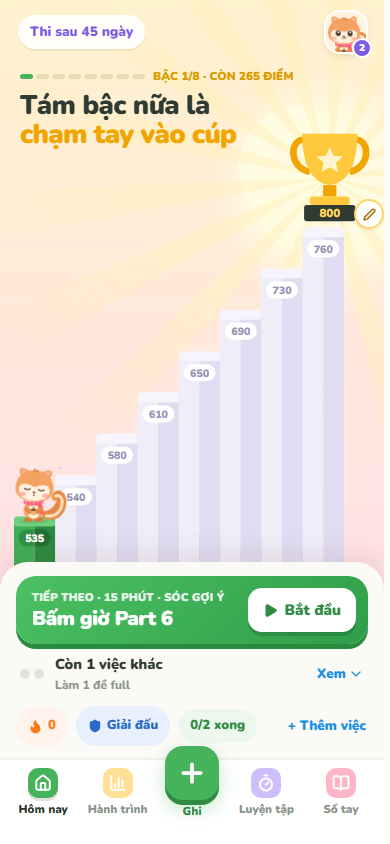 Thi sau 45 ngày
2
BẬC 1/8 · CÒN 265 ĐIỂM
Tám bậc nữa là
chạm tay vào cúp
800
760
730
690
650
610
580
540
535
TIẾP THEO · 15 PHÚT · SÓC GỢI Ý
Bấm giờ Part 6
Bắt đầu
Còn 1 việc khác
Làm 1 đề full
Xem
0
Giải đấu
0/2 xong
+ Thêm việc
Hôm nay
Hành trình
Ghi
Luyện tập
Sổ tay